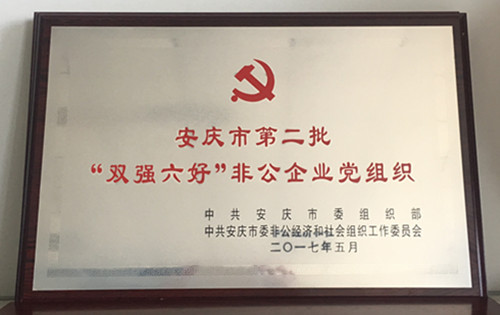 安庆市第二批
“双强六好”非公企业党组织
中共安庆市委组织部
中共安庆市委非公经济和社会组织工作委员会
二〇一七年五月